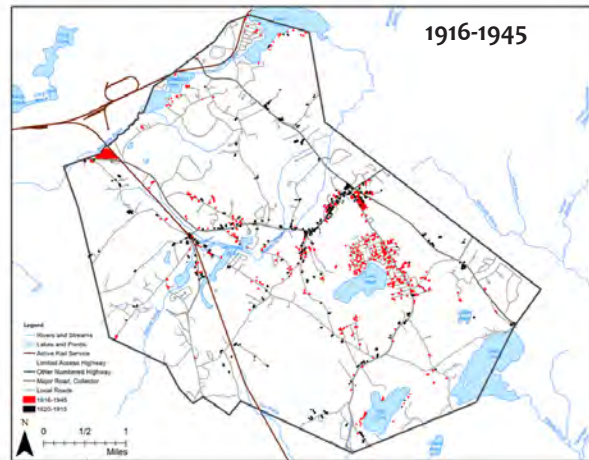 1916-1945
Legend
Rivers and Streams
Lakes and Ponds
Active Rail Service
Limited Access Highway
Other Numbered Highway
Major Road, Collector
Local Roads
1916-1945
1620-1915
N
0 1/2 1
Miles